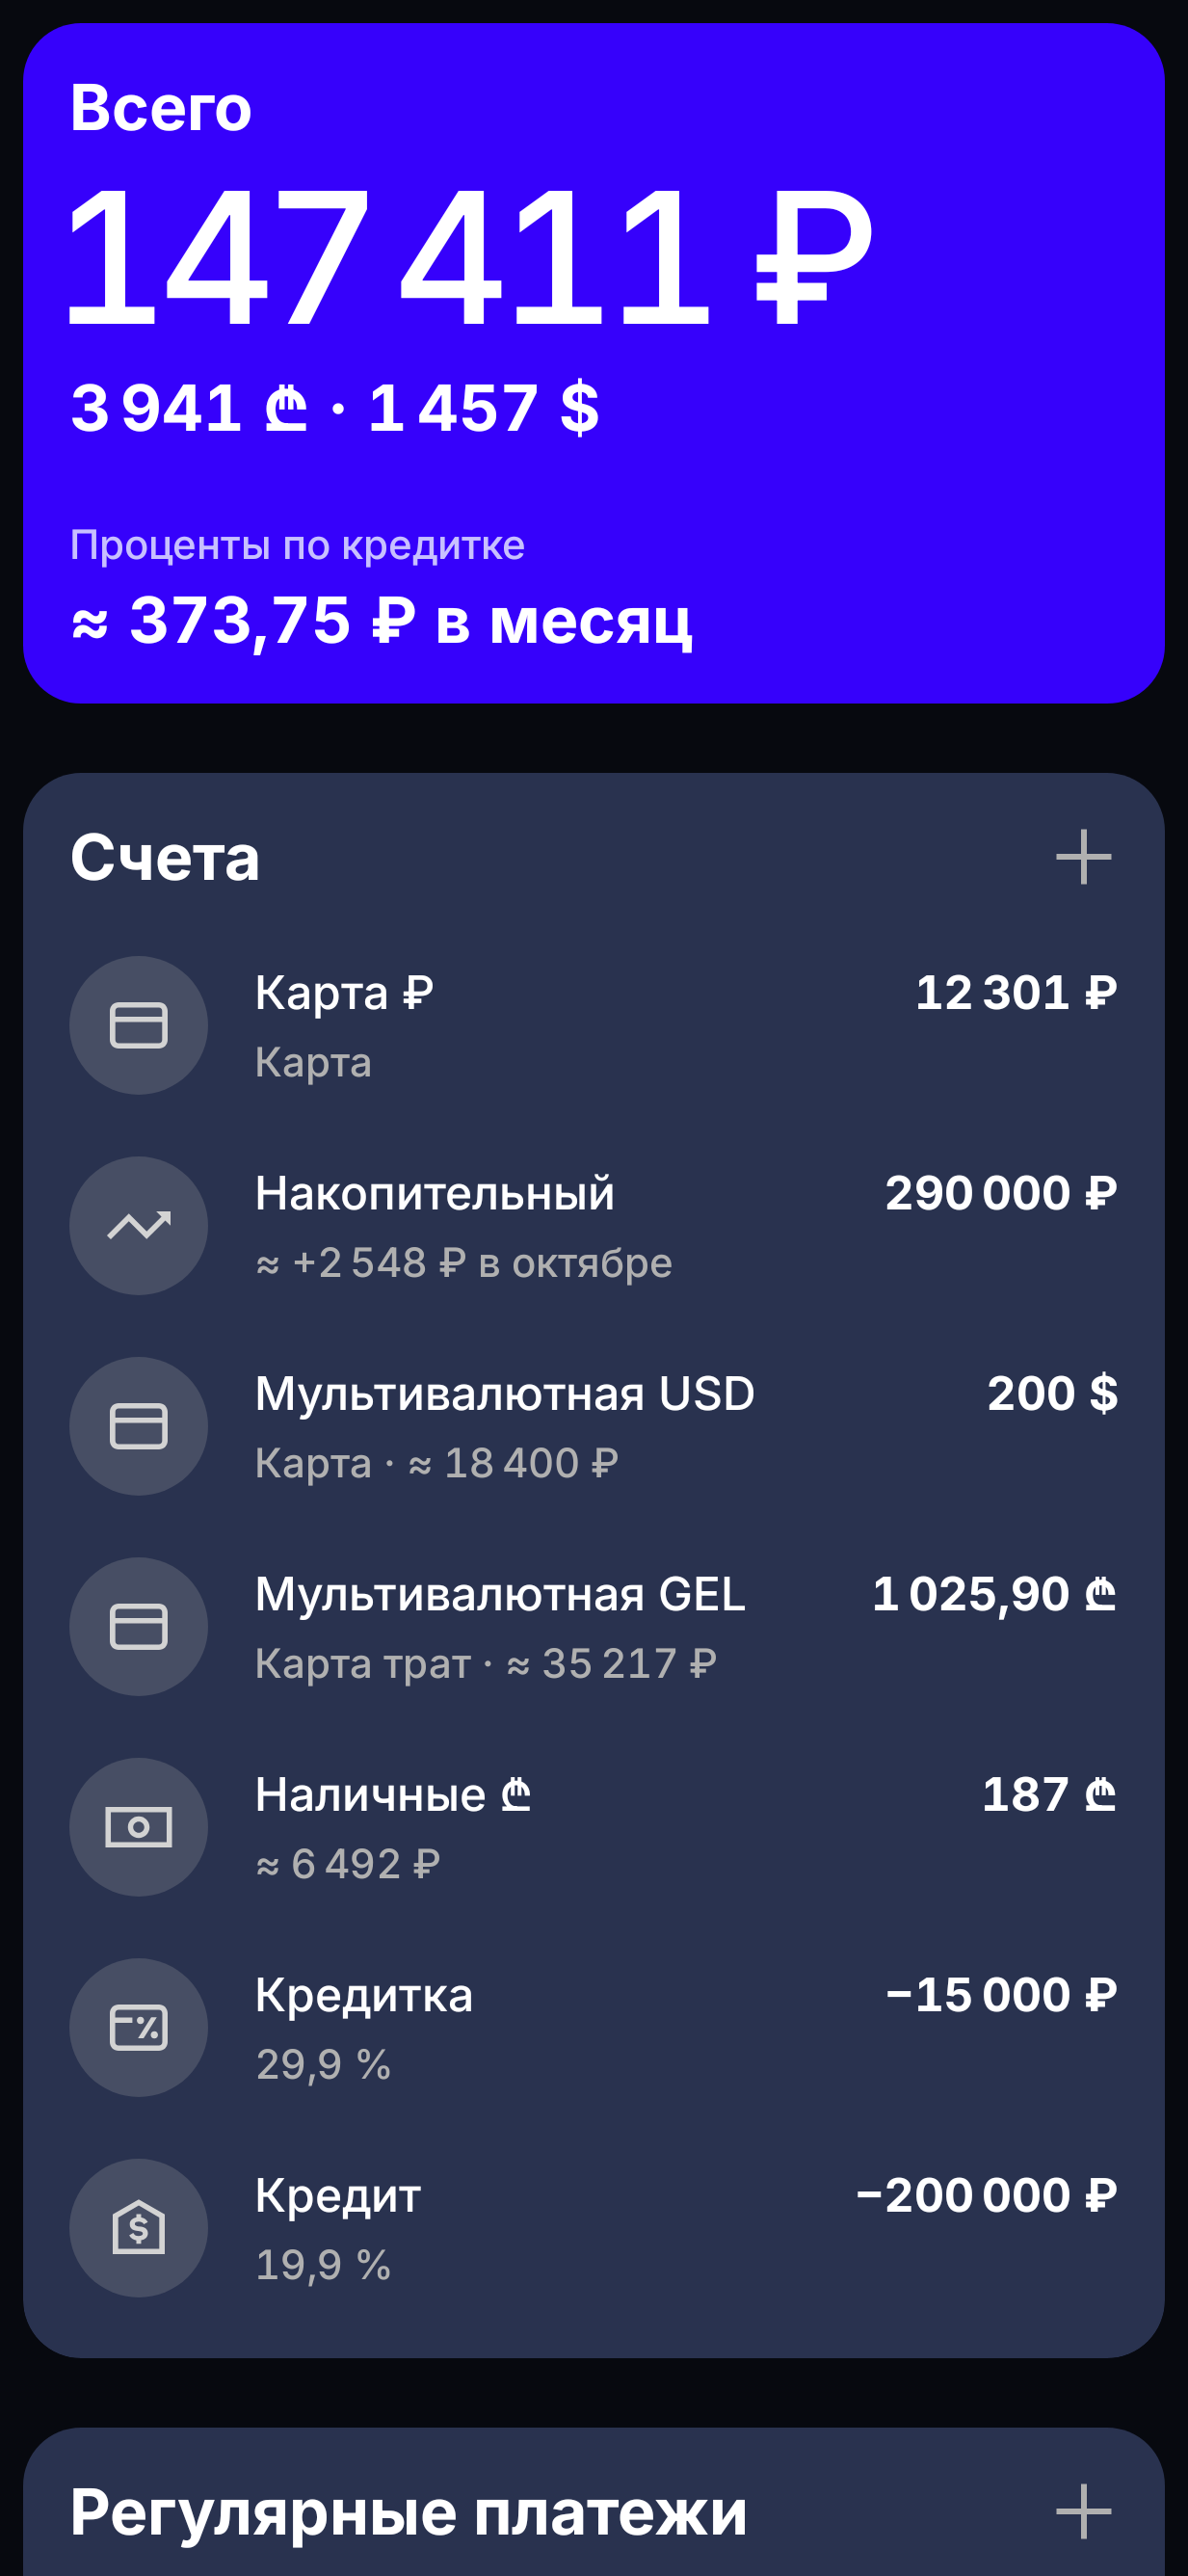 Всего
147 411 ₽
3 941 ₾ · 1 457 $
Проценты по кредитке
≈ 373,75 ₽ в месяц
Счета
Карта ₽
12 301 ₽
Карта
Накопительный
290 000 ₽
≈ +2 548 ₽ в октябре
Мультивалютная USD
200 $
Карта · ≈ 18 400 ₽
Мультивалютная GEL
1 025,90 ₾
Карта трат · ≈ 35 217 ₽
Наличные ₾
187 ₾
≈ 6 492 ₽
Кредитка
−15 000 ₽
29,9 %
Кредит
−200 000 ₽
19,9 %
Регулярные платежи